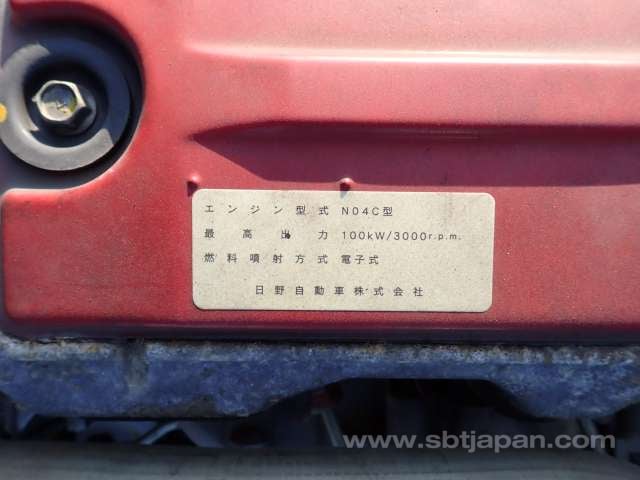 エンジン型式 N04C型
最高出力 100kW/3000r.p.m.
燃料噴射方式 電子式
日野自動車株式会社
www.sbtjapan.com